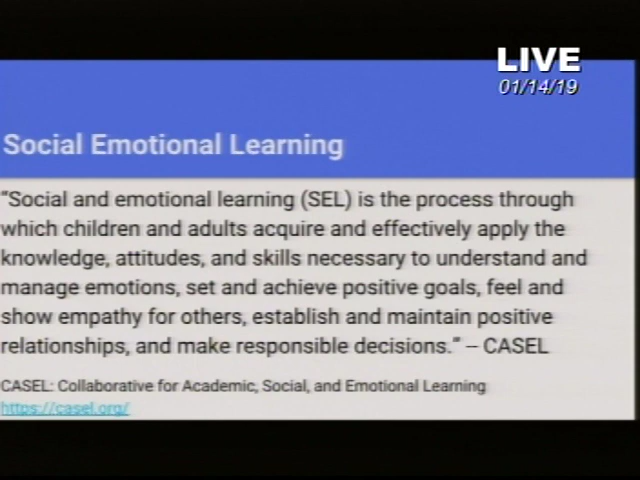 LIVE
01/14/19
Social Emotional Learning
“Social and emotional learning (SEL) is the process through
which children and adults acquire and effectively apply the
knowledge, attitudes, and skills necessary to understand and
manage emotions, set and achieve positive goals, feel and
show empathy for others, establish and maintain positive
relationships, and make responsible decisions.” – CASEL
CASEL: Collaborative for Academic, Social, and Emotional Learning
https://casel.org/